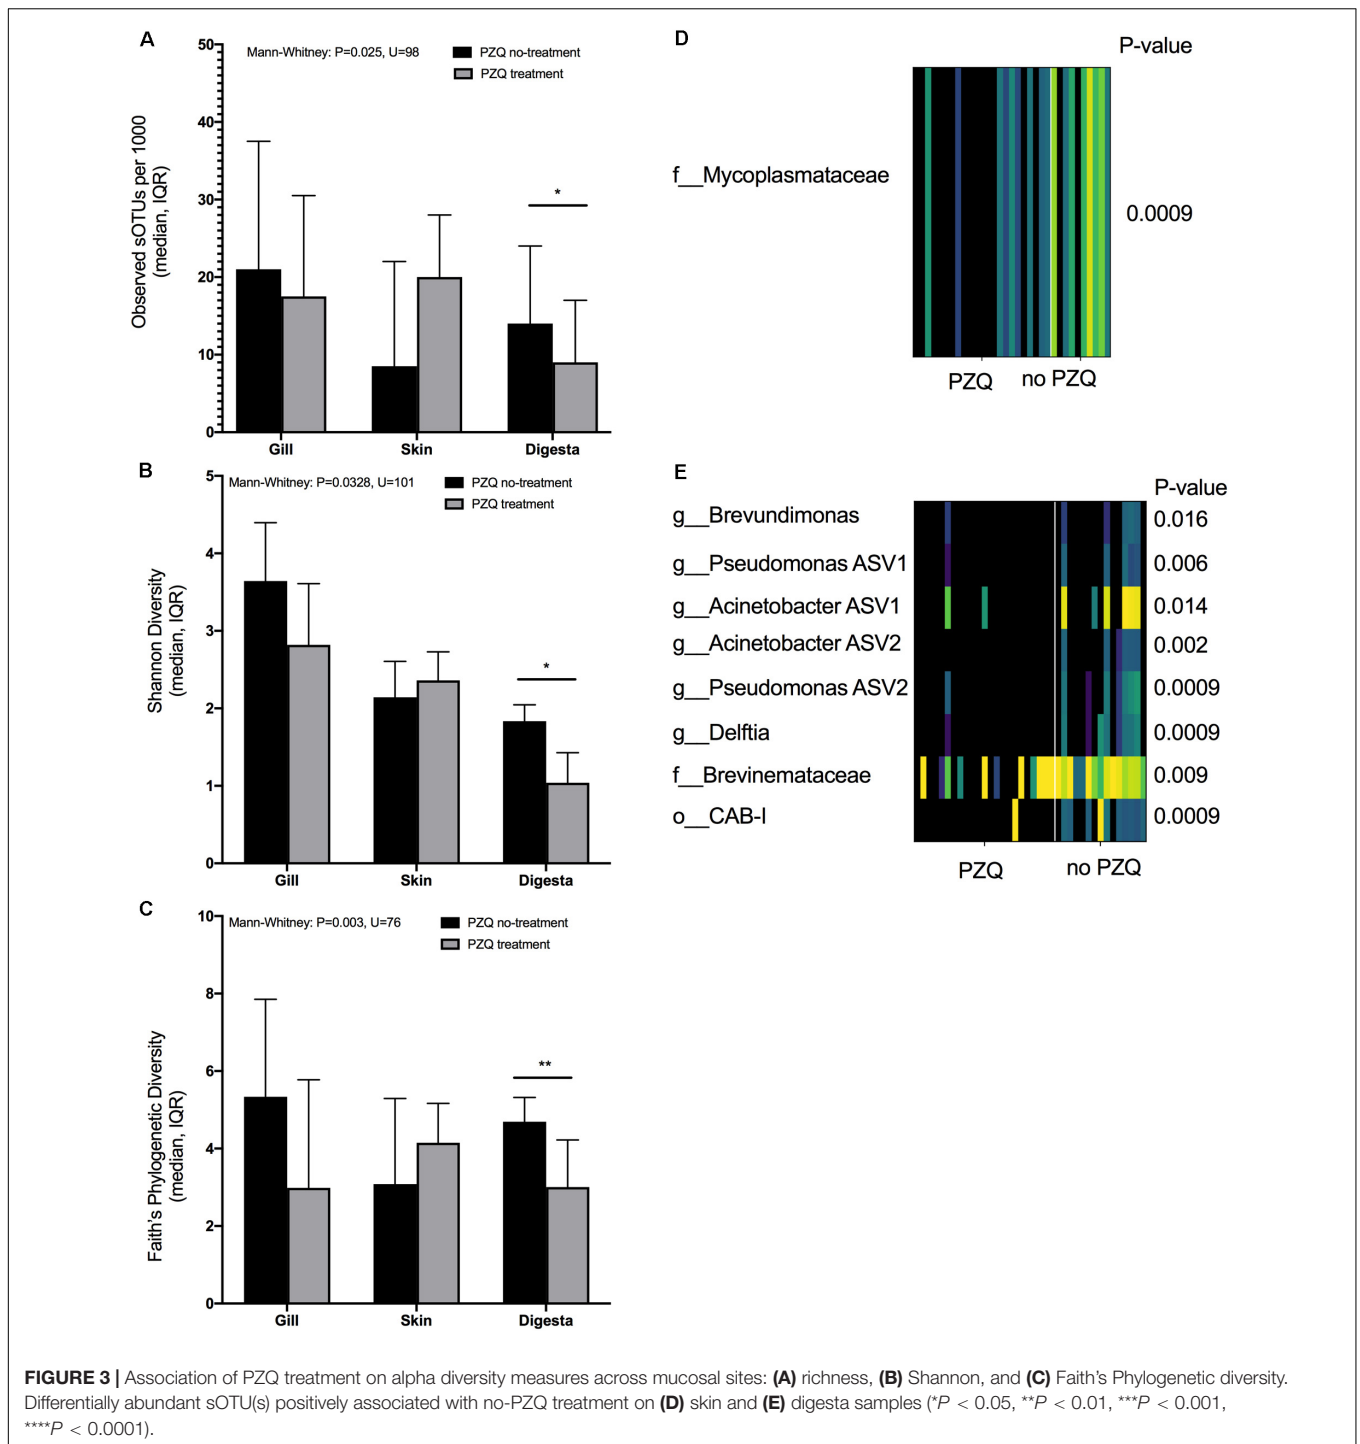 A
Mann-Whitney: P=0.025, U=98
PZQ no-treatment
PZQ treatment
Observed sOTUs per 1000
(median, IQR)
50
40
30
20
10
0
*
Gill
Skin
Digesta
B
Mann-Whitney: P=0.0328, U=101
PZQ no-treatment
PZQ treatment
Shannon Diversity
(median, IQR)
5
4
3
2
1
0
*
Gill
Skin
Digesta
C
Mann-Whitney: P=0.003, U=76
PZQ no-treatment
PZQ treatment
Faith's Phylogenetic Diversity
(median, IQR)
10
8
6
4
2
0
**
Gill
Skin
Digesta
D
P-value
f__Mycoplasmataceae
0.0009
PZQ
no PZQ
E
P-value
g__Brevundimonas 0.016
g__Pseudomonas ASV1 0.006
g__Acinetobacter ASV1 0.014
g__Acinetobacter ASV2 0.002
g__Pseudomonas ASV2 0.0009
g__Delftia 0.0009
f__Brevinemataceae 0.009
o__CAB-I 0.0009
PZQ
no PZQ
FIGURE 3 | Association of PZQ treatment on alpha diversity measures across mucosal sites: (A) richness, (B) Shannon, and (C) Faith's Phylogenetic diversity.
Differentially abundant sOTU(s) positively associated with no-PZQ treatment on (D) skin and (E) digesta samples (*P < 0.05, **P < 0.01, ***P < 0.001,
****P < 0.0001).